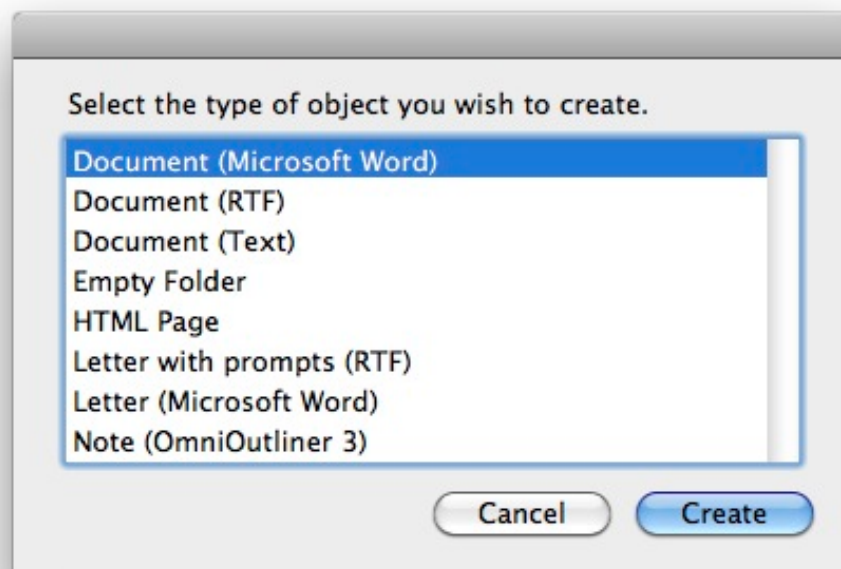 Select the type of object you wish to create.
Document (Microsoft Word)
Document (RTF)
Document (Text)
Empty Folder
HTML Page
Letter with prompts (RTF)
Letter (Microsoft Word)
Note (OmniOutliner 3)
Cancel Create